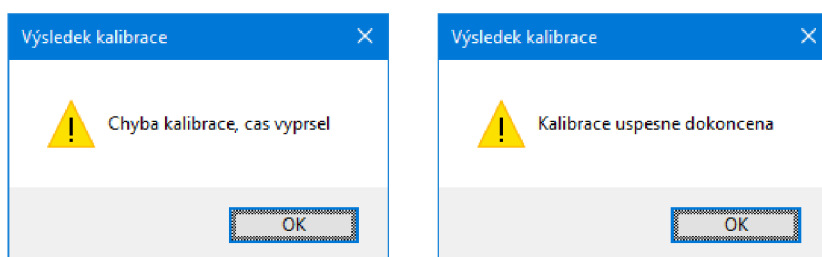 Výsledek kalibrace
Chyba kalibrace, cas vyprsel
OK
Výsledek kalibrace
Kalibrace uspesne dokoncena
OK